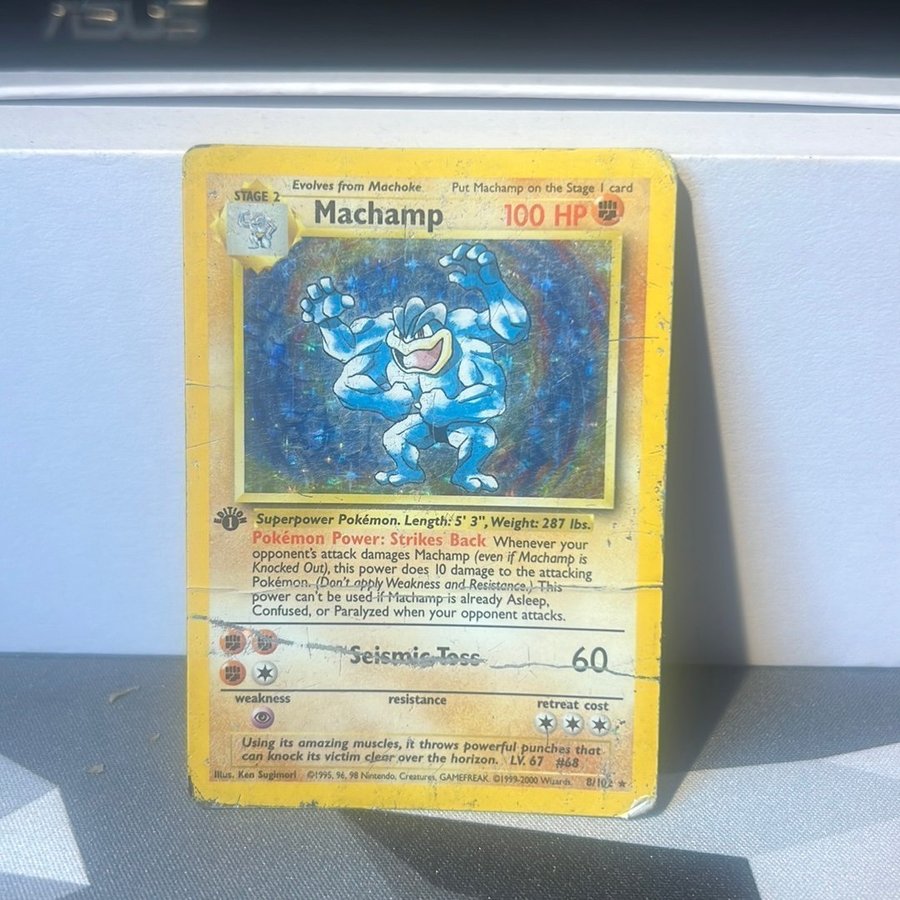 ASUS
Evolves from Machoke Put Machamp on the Stage 1 card
STAGE 2
Machamp 100 HP
EDITION 1
Superpower Pokémon. Length: 5' 3", Weight: 287 lbs.
Pokémon Power: Strikes Back Whenever your
opponent's attack damages Machamp (even if Machamp is
Knocked Out), this power does 10 damage to the attacking
Pokémon. (Don't apply Weakness and Resistance.) This
power can't be used if Machamp is already Asleep,
Confused, or Paralyzed when your opponent attacks.
Seismic Toss 60
weakness resistance retreat cost
Using its amazing muscles, it throws powerful punches that
can knock its victim clear over the horizon. LV. 67 #68
Illus. Ken Sugimori ©1995, 96, 98 Nintendo, Creatures, GAMEFREAK. ©1999-2000 Wizards. 8/102 ★